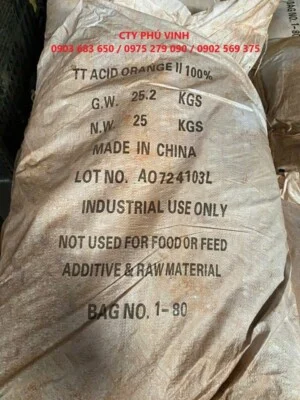 CTY PHÚ VINH
0903 683 650 / 0975 279 090 / 0902 569 375
TT ACID ORANGE II 100%
G.W. 25.2 KGS
N.W. 25 KGS
MADE IN CHINA
LOT NO. AO724103L
INDUSTRIAL USE ONLY
NOT USED FOR FOOD OR FEED
ADDITIVE & RAW MATERIAL
BAG NO. 1-80